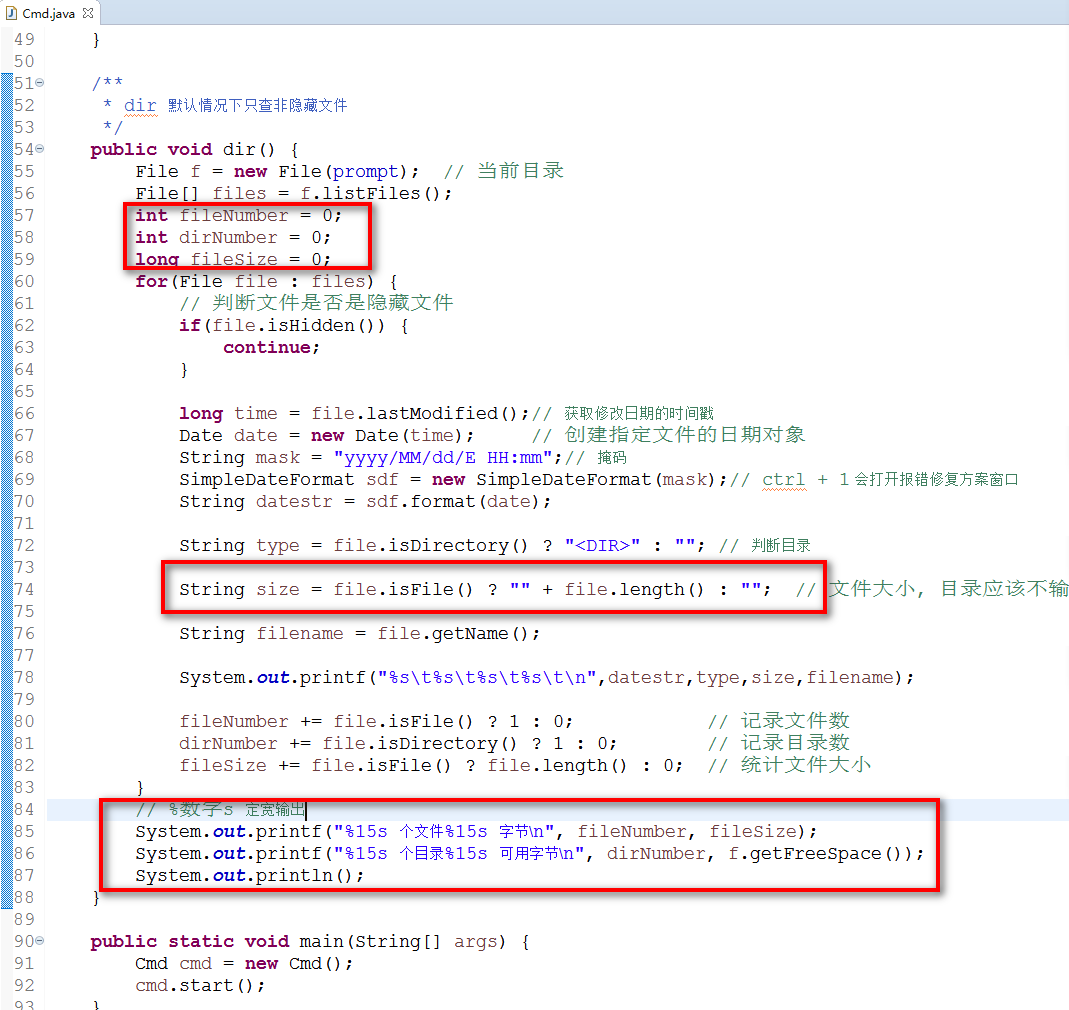 Cmd.java
49 }
50
51 /**
52 * dir 默认情况下只查非隐藏文件
53 */
54 public void dir() {
55 File f = new File(prompt); // 当前目录
56 File[] files = f.listFiles();
57 int fileNumber = 0;
58 int dirNumber = 0;
59 long fileSize = 0;
60 for(File file : files) {
61 // 判断文件是否是隐藏文件
62 if(file.isHidden()) {
63 continue;
64 }
65
66 long time = file.lastModified();// 获取修改日期的时间戳
67 Date date = new Date(time); // 创建指定文件的日期对象
68 String mask = "yyyy/MM/dd/E HH:mm";// 掩码
69 SimpleDateFormat sdf = new SimpleDateFormat(mask);// ctrl + 1 会打开报错修复方案窗口
70 String datestr = sdf.format(date);
71
72 String type = file.isDirectory() ? "<DIR>" : ""; // 判断目录
73
74 String size = file.isFile() ? "" + file.length() : ""; // 文件大小, 目录应该不输
75
76 String filename = file.getName();
77
78 System.out.printf("%s\t%s\t%s\t%s\t\n",datestr,type,size,filename);
79
80 fileNumber += file.isFile() ? 1 : 0; // 记录文件数
81 dirNumber += file.isDirectory() ? 1 : 0; // 记录目录数
82 fileSize += file.isFile() ? file.length() : 0; // 统计文件大小
83 }
84 // %数字s 定宽输出
85 System.out.printf("%15s 个文件%15s 字节\n", fileNumber, fileSize);
86 System.out.printf("%15s 个目录%15s 可用字节\n", dirNumber, f.getFreeSpace());
87 System.out.println();
88 }
89
90 public static void main(String[] args) {
91 Cmd cmd = new Cmd();
92 cmd.start();
93 }